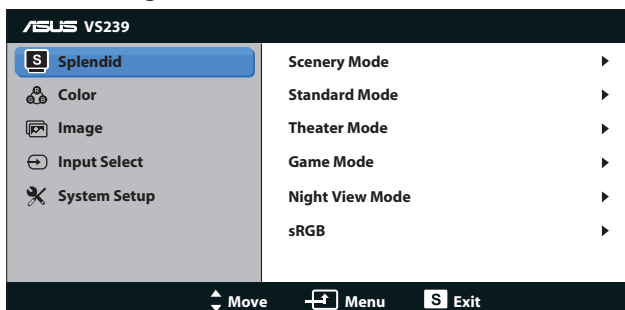 ASUS VS239
S Splendid
Color
Image
Input Select
System Setup
Scenery Mode
Standard Mode
Theater Mode
Game Mode
Night View Mode
sRGB
Move Menu S Exit